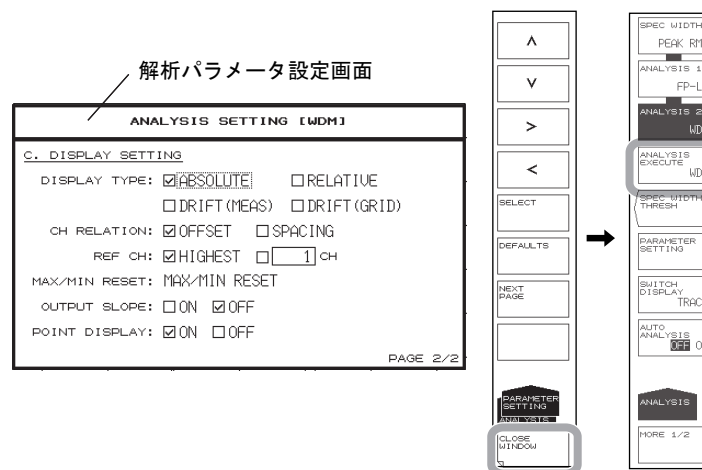 解析パラメータ設定画面
ANALYSIS SETTING [WDM]
C. DISPLAY SETTING
DISPLAY TYPE: ☑ABSOLUTE ☐RELATIVE
☐DRIFT(MEAS) ☐DRIFT(GRID)
CH RELATION: ☑OFFSET ☐SPACING
REF CH: ☑HIGHEST ☐ 1 CH
MAX/MIN RESET: MAX/MIN RESET
OUTPUT SLOPE: ☐ON ☑OFF
POINT DISPLAY: ☑ON ☐OFF
PAGE 2/2
∧
∨
>
<
SELECT
DEFAULTS
NEXT
PAGE
PARAMETER
SETTING
ANALYSIS
CLOSE
WINDOW
SPEC WIDTH
PEAK RM
ANALYSIS 1
FP-L
ANALYSIS 2
WD
ANALYSIS
EXECUTE
WD
SPEC WIDTH
THRESH
PARAMETER
SETTING
SWITCH
DISPLAY
TRAC
AUTO
ANALYSIS
OFF O
ANALYSIS
MORE 1/2